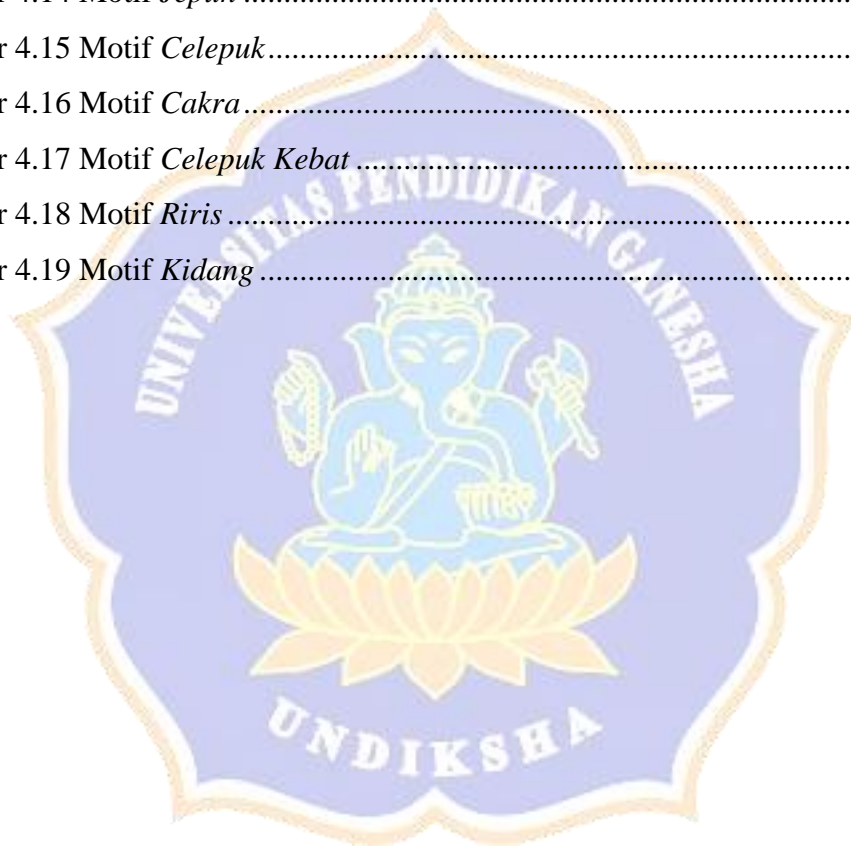 r 4.14 Motif Jepun ....................................................................................
r 4.15 Motif Celepuk....................................................................................
r 4.16 Motif Cakra....................................................................................
r 4.17 Motif Celepuk Kebat ....................................................................................
r 4.18 Motif Riris ....................................................................................
r 4.19 Motif Kidang ....................................................................................
UNIVERSITAS PENDIDIKAN GANESHA
UNDIKSHA